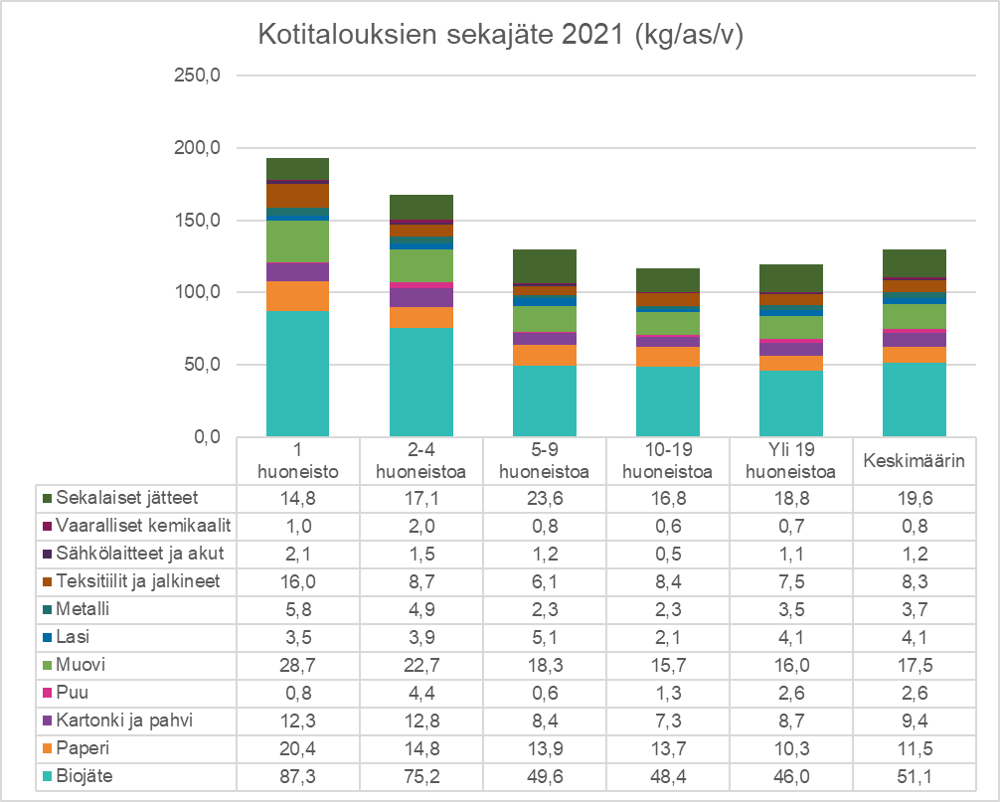 Kotitalouksien sekajäte 2021 (kg/as/v)
250,0
200,0
150,0
100,0
50,0
0,0
1 huoneisto
2-4 huoneistoa
5-9 huoneistoa
10-19 huoneistoa
Yli 19 huoneistoa
Keskimäärin
Sekalaiset jätteet 14,8 17,1 23,6 16,8 18,8 19,6
Vaaralliset kemikaalit 1,0 2,0 0,8 0,6 0,7 0,8
Sähkölaitteet ja akut 2,1 1,5 1,2 0,5 1,1 1,2
Teksitiilit ja jalkineet 16,0 8,7 6,1 8,4 7,5 8,3
Metalli 5,8 4,9 2,3 2,3 3,5 3,7
Lasi 3,5 3,9 5,1 2,1 4,1 4,1
Muovi 28,7 22,7 18,3 15,7 16,0 17,5
Puu 0,8 4,4 0,6 1,3 2,6 2,6
Kartonki ja pahvi 12,3 12,8 8,4 7,3 8,7 9,4
Paperi 20,4 14,8 13,9 13,7 10,3 11,5
Biojäte 87,3 75,2 49,6 48,4 46,0 51,1